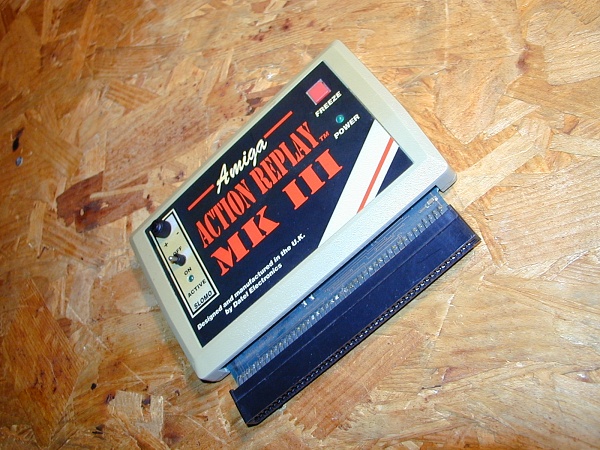 FREEZE
POWER
Amiga
ACTION REPLAY™
MK III
+
OFF
ON
ACTIVE
SLOMO
Designed and manufactured in the U.K.
by Datel Electronics